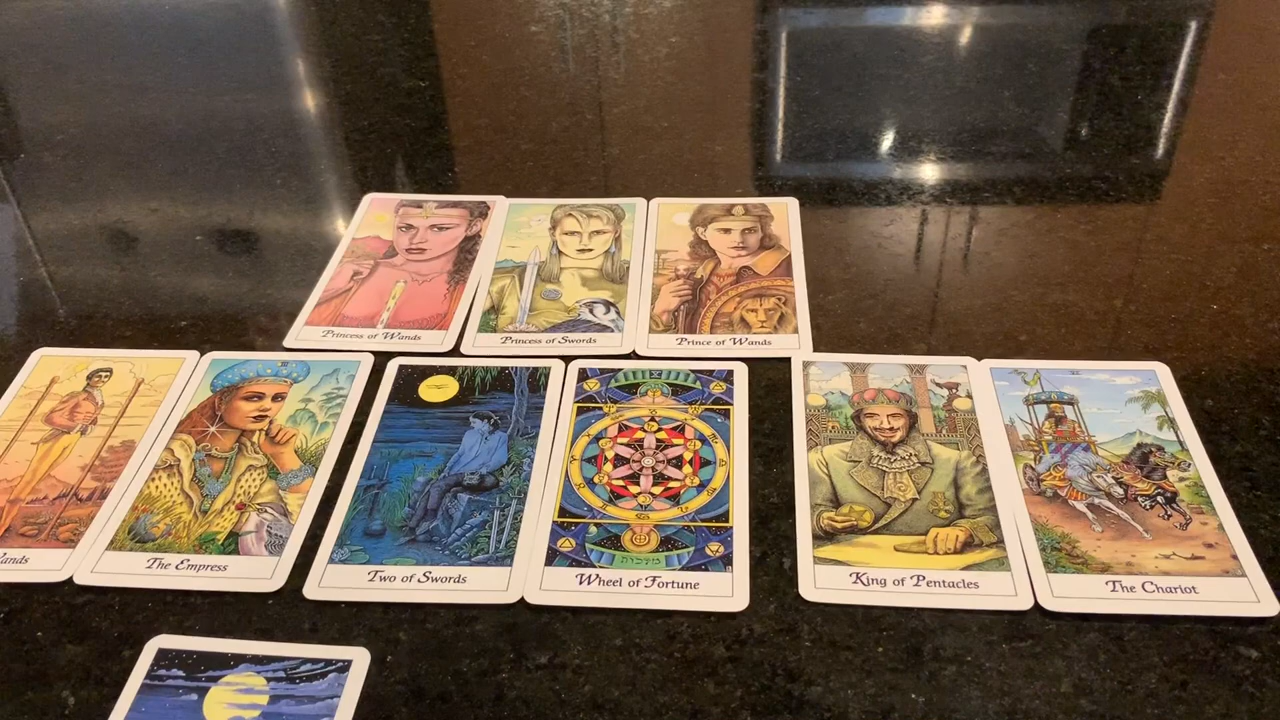 Princess of Wands
Princess of Swords
Prince of Wands
The Empress
Two of Swords
Wheel of Fortune
King of Pentacles
The Chariot